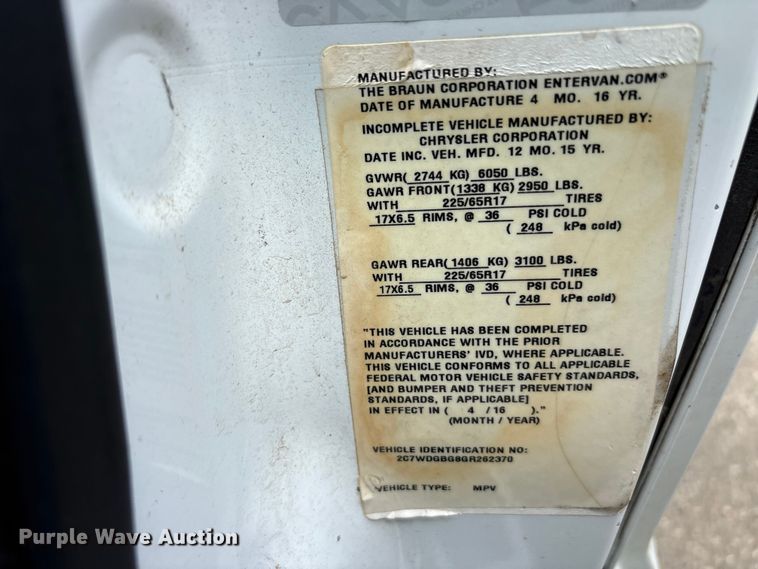 MANUFACTURED BY:
THE BRAUN CORPORATION ENTERVAN.COM®
DATE OF MANUFACTURE 4 MO. 16 YR.
INCOMPLETE VEHICLE MANUFACTURED BY:
CHRYSLER CORPORATION
DATE INC. VEH. MFD. 12 MO. 15 YR.
GVWR( 2744 KG) 6050 LBS.
GAWR FRONT(1338 KG) 2950 LBS.
WITH 225/65R17 TIRES
17X6.5 RIMS, @ 36 PSI COLD
( 248 kPa cold)
GAWR REAR(1406 KG) 3100 LBS.
WITH 225/65R17 TIRES
17X6.5 RIMS, @ 36 PSI COLD
( 248 kPa cold)
"THIS VEHICLE HAS BEEN COMPLETED
IN ACCORDANCE WITH THE PRIOR
MANUFACTURERS' IVD, WHERE APPLICABLE.
THIS VEHICLE CONFORMS TO ALL APPLICABLE
FEDERAL MOTOR VEHICLE SAFETY STANDARDS,
[AND BUMPER AND THEFT PREVENTION
STANDARDS, IF APPLICABLE]
IN EFFECT IN ( 4 / 16 )."
(MONTH / YEAR)
VEHICLE IDENTIFICATION NO:
2C7WDGBG8GR262370
VEHICLE TYPE: MPV
Purple Wave Auction